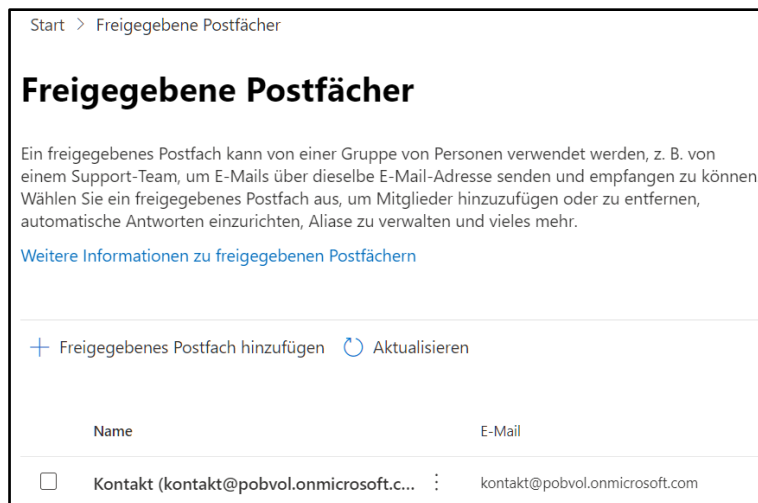 Start > Freigegebene Postfächer
Freigegebene Postfächer
Ein freigegebenes Postfach kann von einer Gruppe von Personen verwendet werden, z. B. von
einem Support-Team, um E-Mails über dieselbe E-Mail-Adresse senden und empfangen zu können
Wählen Sie ein freigegebenes Postfach aus, um Mitglieder hinzuzufügen oder zu entfernen,
automatische Antworten einzurichten, Aliase zu verwalten und vieles mehr.
Weitere Informationen zu freigegebenen Postfächern
+ Freigegebenes Postfach hinzufügen Aktualisieren
Name E-Mail
Kontakt (kontakt@pobvol.onmicrosoft.c... kontakt@pobvol.onmicrosoft.com